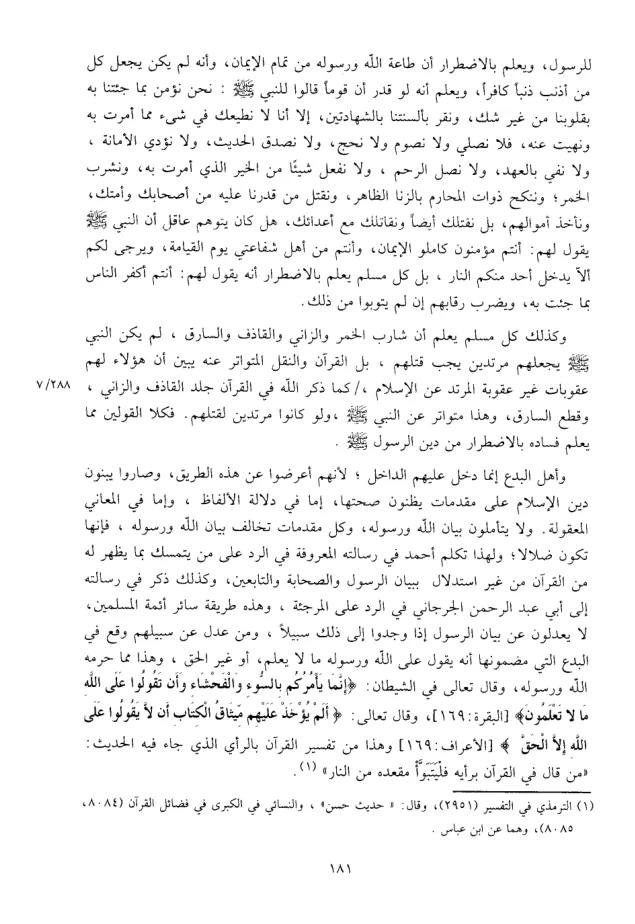 للرسول، ويعلم بالاضطرار أن طاعة الله ورسوله من تمام الإيمان، وأنه لم يكن يجعل كل
من أذنب ذنباً كافراً، ويعلم أنه لو قدر أن قوماً قالوا للنبي ﷺ : نحن نؤمن بما جئتنا به
بقلوبنا من غير شك، ونقر بألسنتنا بالشهادتين، إلا أنا لا نطيعك في شىء مما أمرت به
ونهيت عنه، فلا نصلي ولا نصوم ولا نحج، ولا نصدق الحديث، ولا نؤدي الأمانة ،
ولا نفي بالعهد، ولا نصل الرحم ، ولا نفعل شيئًا من الخير الذي أمرت به، ونشرب
الخمر؛ وننكح ذوات المحارم بالزنا الظاهر، ونقتل من قدرنا عليه من أصحابك وأمتك،
ونأخذ أموالهم، بل نقتلك أيضاً ونقاتلك مع أعدائك، هل كان يتوهم عاقل أن النبي ﷺ
يقول لهم: أنتم مؤمنون كاملو الإيمان، وأنتم من أهل شفاعتي يوم القيامة، ويرجى لكم
ألاّ يدخل أحد منكم النار ، بل كل مسلم يعلم بالاضطرار أنه يقول لهم: أنتم أكفر الناس
بما جئت به، ويضرب رقابهم إن لم يتوبوا من ذلك.
وكذلك كل مسلم يعلم أن شارب الخمر والزاني والقاذف والسارق ، لم يكن النبي
ﷺ يجعلهم مرتدين يجب قتلهم ، بل القرآن والنقل المتواتر عنه يبين أن هؤلاء لهم
عقوبات غير عقوبة المرتد عن الإسلام ،/كما ذكر الله في القرآن جلد القاذف والزاني ،
٧/٢٨٨
وقطع السارق، وهذا متواتر عن النبي ﷺ ،ولو كانوا مرتدين لقتلهم. فكلا القولين مما
يعلم فساده بالاضطرار من دين الرسول ﷺ .
وأهل البدع إنما دخل عليهم الداخل ؛ لأنهم أعرضوا عن هذه الطريق، وصاروا يبنون
دين الإسلام على مقدمات يظنون صحتها، إما في دلالة الألفاظ ، وإما في المعاني
المعقولة. ولا يتأملون بيان الله ورسوله، وكل مقدمات تخالف بيان الله ورسوله ، فإنها
تكون ضلالا؛ ولهذا تكلم أحمد في رسالته المعروفة في الرد على من يتمسك بما يظهر له
من القرآن من غير استدلال ببيان الرسول والصحابة والتابعين، وكذلك ذكر في رسالته
إلى أبي عبد الرحمن الجرجاني في الرد على المرجئة ، وهذه طريقة سائر أئمة المسلمين،
لا يعدلون عن بيان الرسول إذا وجدوا إلى ذلك سبيلاً ، ومن عدل عن سبيلهم وقع في
البدع التي مضمونها أنه يقول على الله ورسوله ما لا يعلم، أو غير الحق ، وهذا مما حرمه
الله ورسوله، وقال تعالى في الشيطان: ﴿إِنَّمَا يَأْمُرُكُم بِالسُّوءِ وَالْفَحْشَاءِ وَأَن تَقُولُوا عَلَى اللَّهِ
مَا لا تَعْلَمُونَ﴾ [البقرة:١٦٩]، وقال تعالى: ﴿ أَلَمْ يُؤْخَذْ عَلَيْهِم مِّيثَاقُ الْكِتَابِ أَن لاَّ يَقُولُوا عَلَى
اللَّهِ إِلاَّ الْحَقَّ ﴾ [الأعراف:١٦٩] وهذا من تفسير القرآن بالرأي الذي جاء فيه الحديث:
«من قال في القرآن برأيه فَلْيَتَبَوَّأْ مقعده من النار» (١).
(١) الترمذي في التفسير (٢٩٥١)، وقال: « حديث حسن» ، والنسائي في الكبرى في فضائل القرآن (٨٠٨٤،
٨٠٨٥)، وهما عن ابن عباس .
١٨١